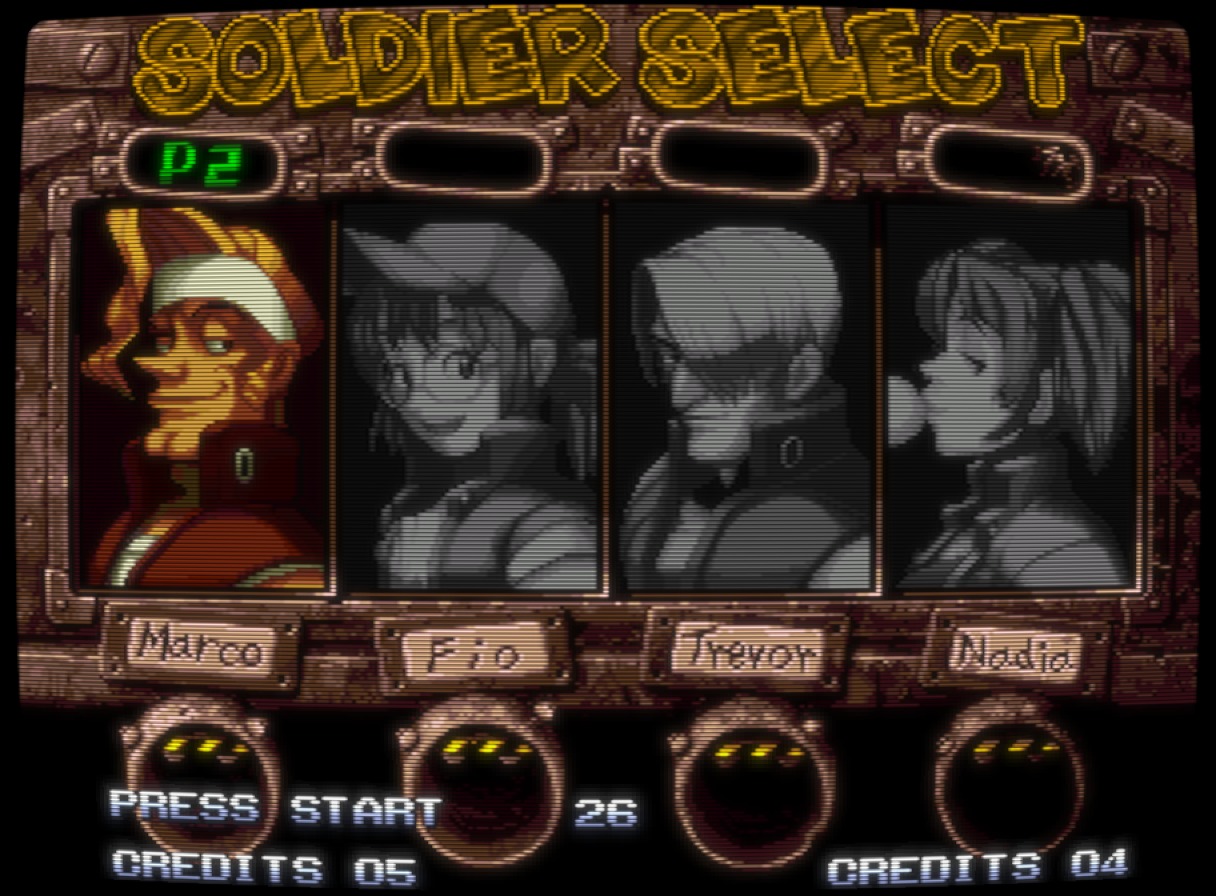 SOLDIER SELECT
P2
Marco Fio Trevor Nadia
PRESS START 26
CREDITS 05 CREDITS 04